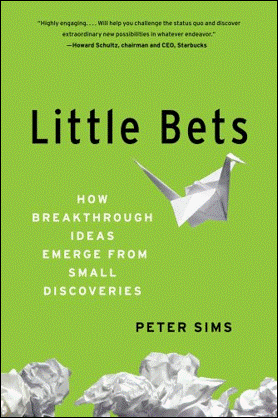 "Highly engaging. . . . Will help you challenge the status quo and discover
extraordinary new possibilities in whatever endeavor."
—Howard Schultz, chairman and CEO, Starbucks
Little Bets
HOW
BREAKTHROUGH
IDEAS
EMERGE FROM
SMALL
DISCOVERIES
PETER SIMS